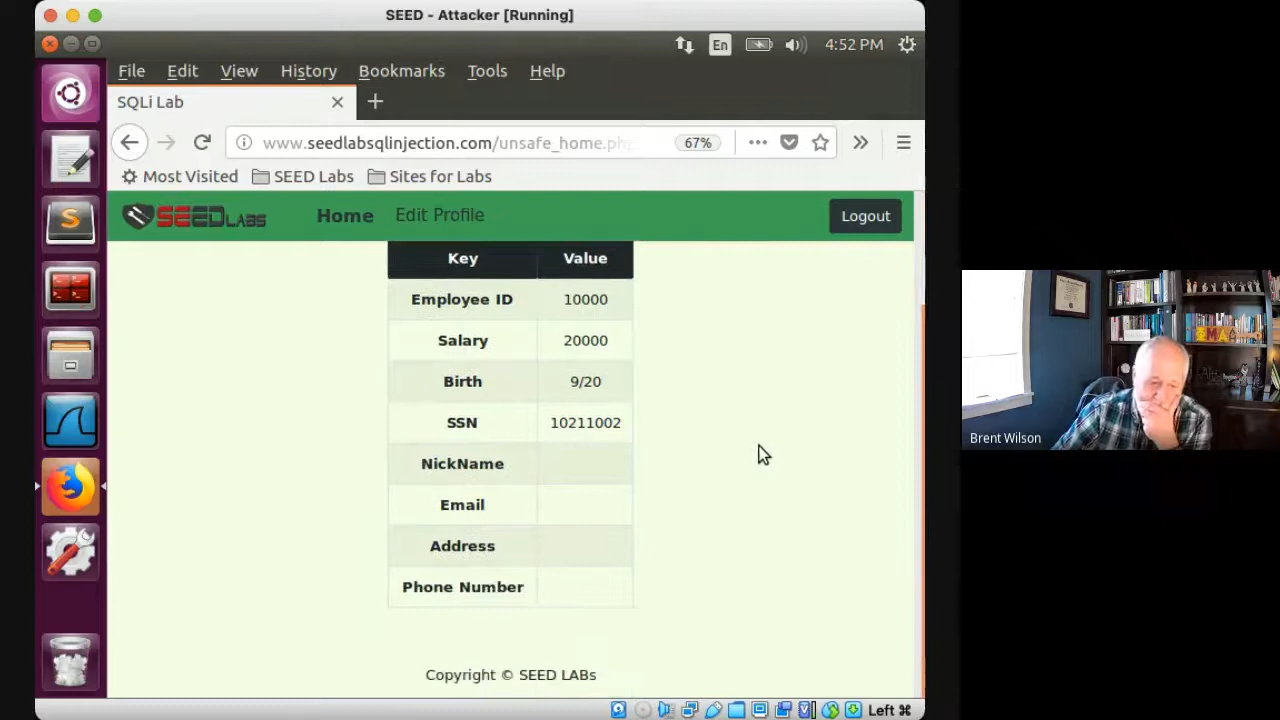 SEED - Attacker [Running]
En 4:52 PM
File Edit View History Bookmarks Tools Help
SQLi Lab
www.seedlabsqlinjection.com/unsafe_home.php 67%
Most Visited SEED Labs Sites for Labs
SEEDLABS Home Edit Profile Logout
Key Value
Employee ID 10000
Salary 20000
Birth 9/20
SSN 10211002
NickName
Email
Address
Phone Number
Copyright © SEED LABs
Left ⌘
Brent Wilson